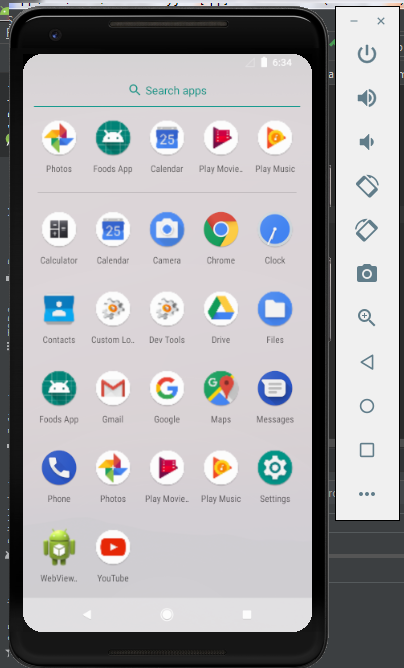 6:34
Search apps
25
Photos Foods App Calendar Play Movie.. Play Music
25
Calculator Calendar Camera Chrome Clock
Contacts Custom Lo.. Dev Tools Drive Files
G
Foods App Gmail Google Maps Messages
Phone Photos Play Movie.. Play Music Settings
WebView.. YouTube